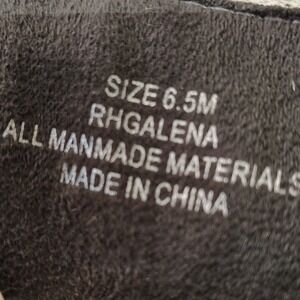 SIZE 6.5M
RHGALENA
ALL MANMADE MATERIALS
MADE IN CHINA